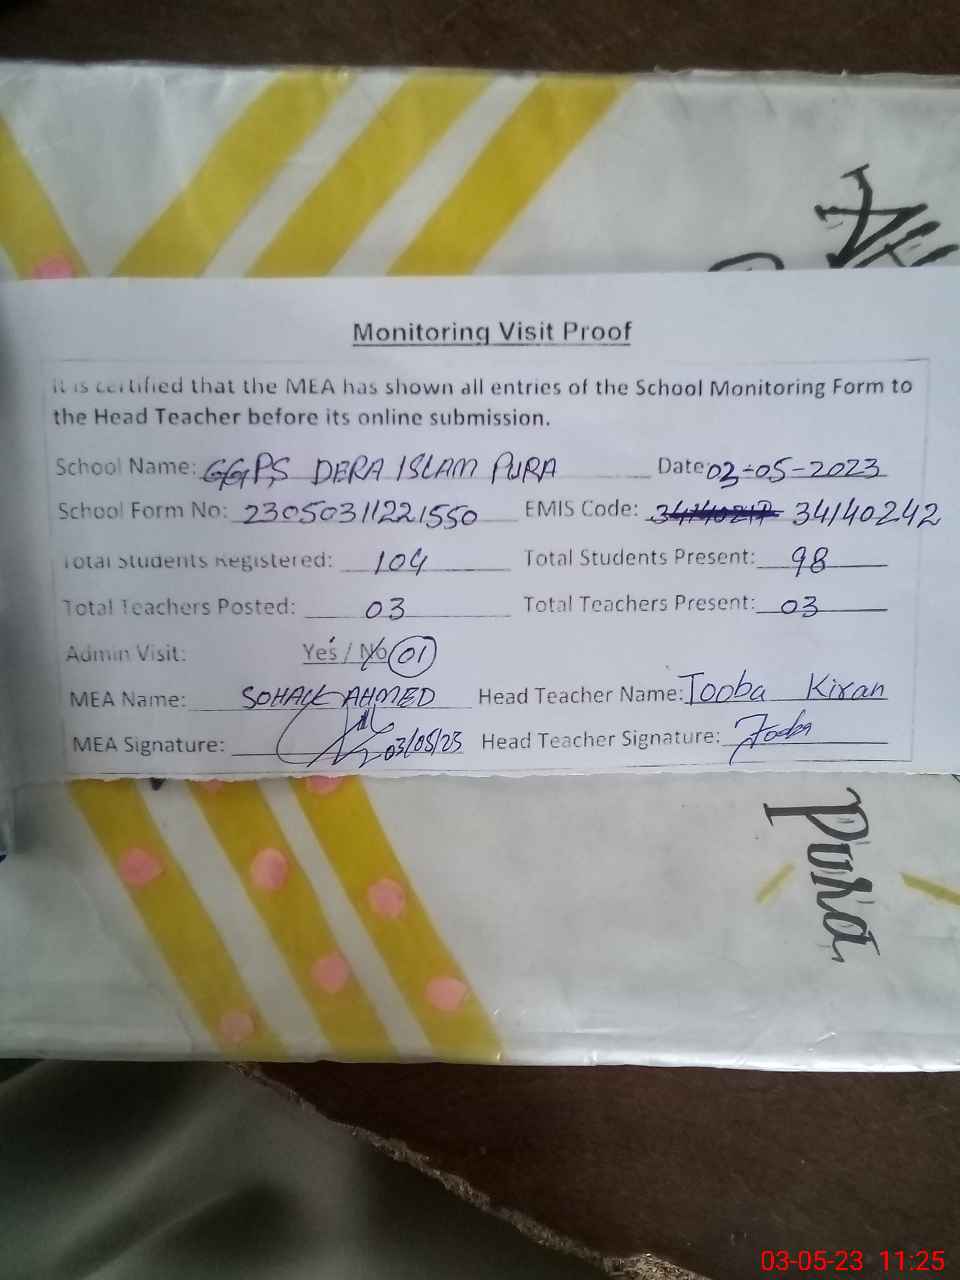 Monitoring Visit Proof
It is certified that the MEA has shown all entries of the School Monitoring Form to
the Head Teacher before its online submission.
School Name: GGPS DERA ISLAM PURA Date: 03-05-2023
School Form No: 23050311221550 EMIS Code: 34140242
Total Students Registered: 104 Total Students Present: 98
Total Teachers Posted: 03 Total Teachers Present: 03
Admin Visit: Yes / No 01
MEA Name: SOHAIL AHMED Head Teacher Name: Tooba Kiran
MEA Signature: 03/05/23 Head Teacher Signature: Tooba
Pura
03-05-23 11:25